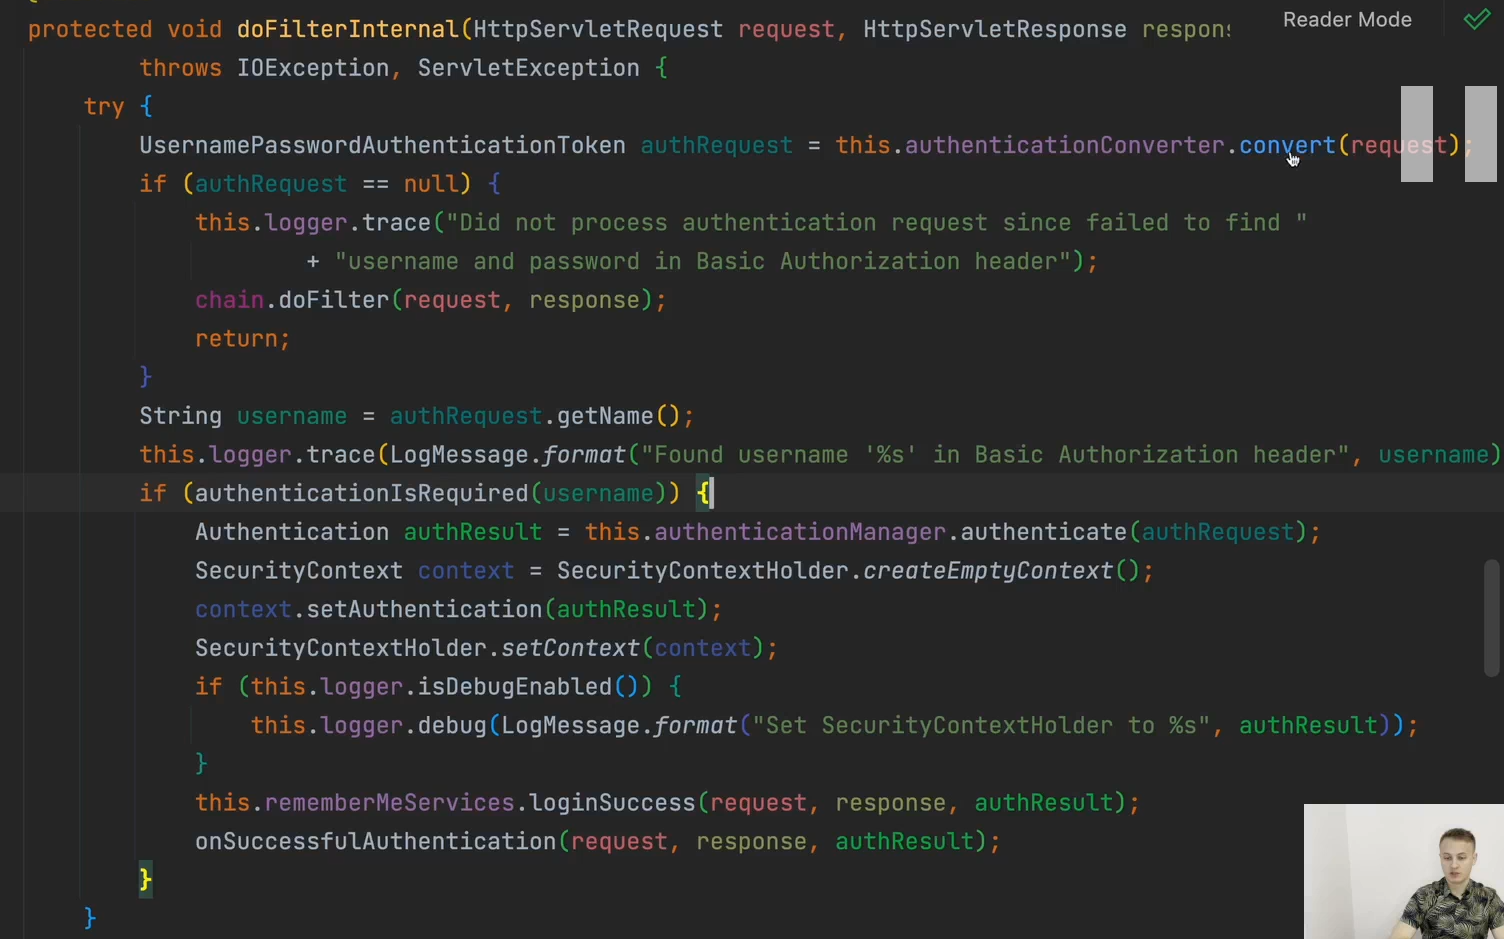 protected void doFilterInternal(HttpServletRequest request, HttpServletResponse respons
Reader Mode
throws IOException, ServletException {
try {
UsernamePasswordAuthenticationToken authRequest = this.authenticationConverter.convert(request);
if (authRequest == null) {
this.logger.trace("Did not process authentication request since failed to find "
+ "username and password in Basic Authorization header");
chain.doFilter(request, response);
return;
}
String username = authRequest.getName();
this.logger.trace(LogMessage.format("Found username '%s' in Basic Authorization header", username)
if (authenticationIsRequired(username)) {
Authentication authResult = this.authenticationManager.authenticate(authRequest);
SecurityContext context = SecurityContextHolder.createEmptyContext();
context.setAuthentication(authResult);
SecurityContextHolder.setContext(context);
if (this.logger.isDebugEnabled()) {
this.logger.debug(LogMessage.format("Set SecurityContextHolder to %s", authResult));
}
this.rememberMeServices.loginSuccess(request, response, authResult);
onSuccessfulAuthentication(request, response, authResult);
}
}